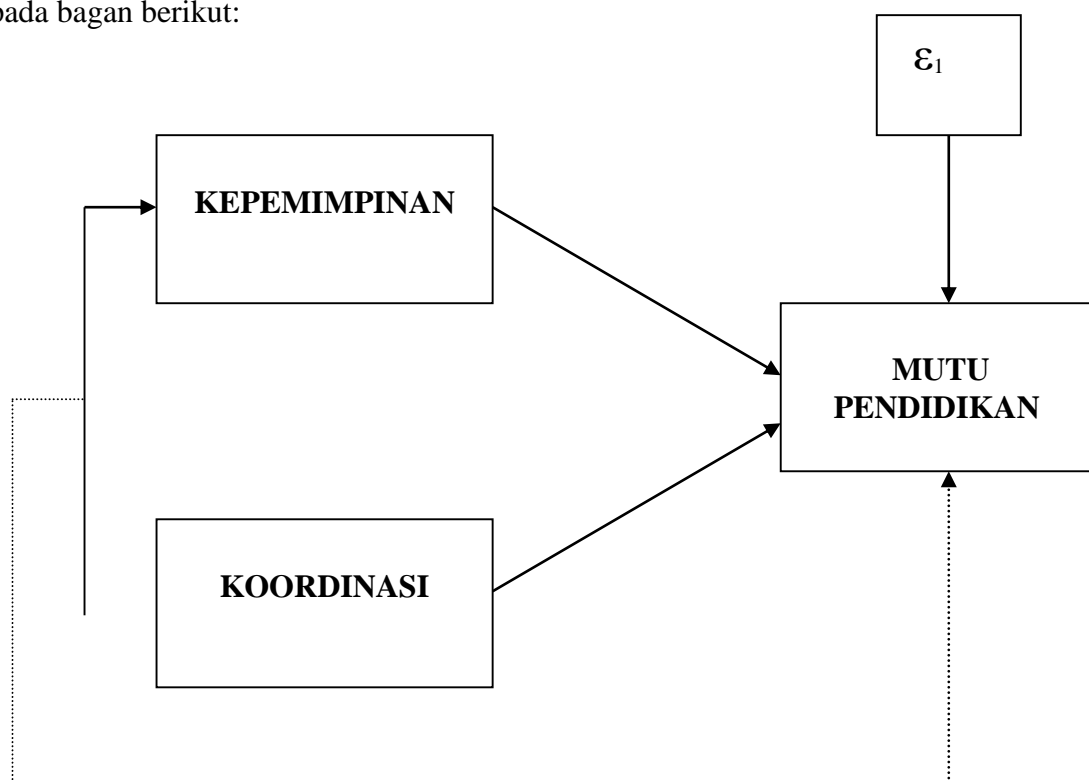 pada bagan berikut:
ε1
KEPEMIMPINAN
MUTU
PENDIDIKAN
KOORDINASI